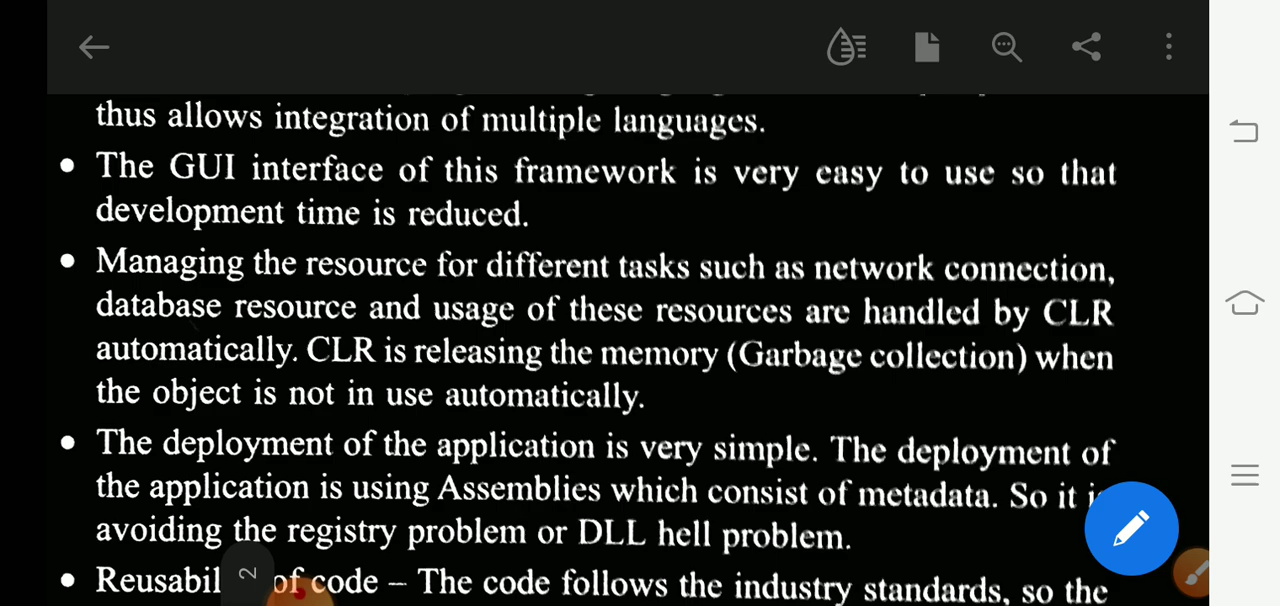 thus allows integration of multiple languages.
• The GUI interface of this framework is very easy to use so that
development time is reduced.
• Managing the resource for different tasks such as network connection,
database resource and usage of these resources are handled by CLR
automatically. CLR is releasing the memory (Garbage collection) when
the object is not in use automatically.
• The deployment of the application is very simple. The deployment of
the application is using Assemblies which consist of metadata. So it
avoiding the registry problem or DLL hell problem.
• of code – The code follows the industry standards, so the
2